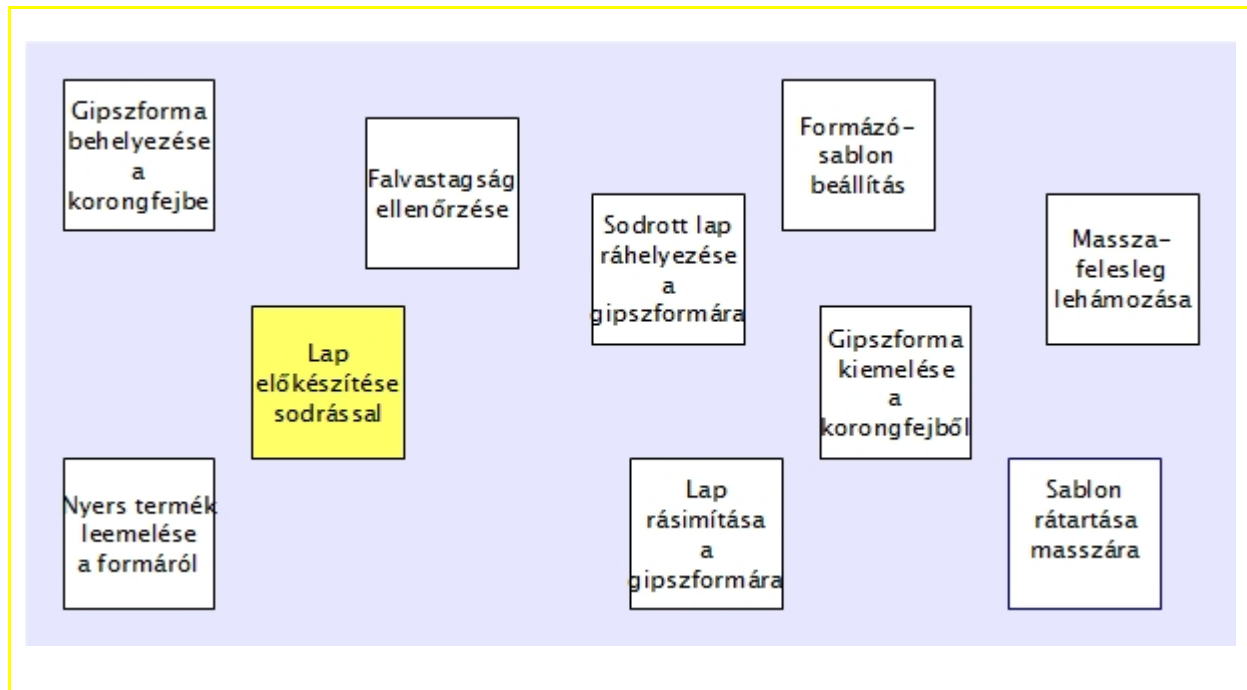 Gipszforma
behelyezése
a
korongfejbe
Falvastagság
ellenőrzése
Formázó-
sablon
beállítás
Sodrott lap
ráhelyezése
a
gipszformára
Massza-
felesleg
lehámozása
Lap
előkészítése
sodrással
Gipszforma
kiemelése
a
korongfejből
Nyers termék
leemelése
a formáról
Lap
rásimítása
a
gipszformára
Sablon
rátartása
masszára